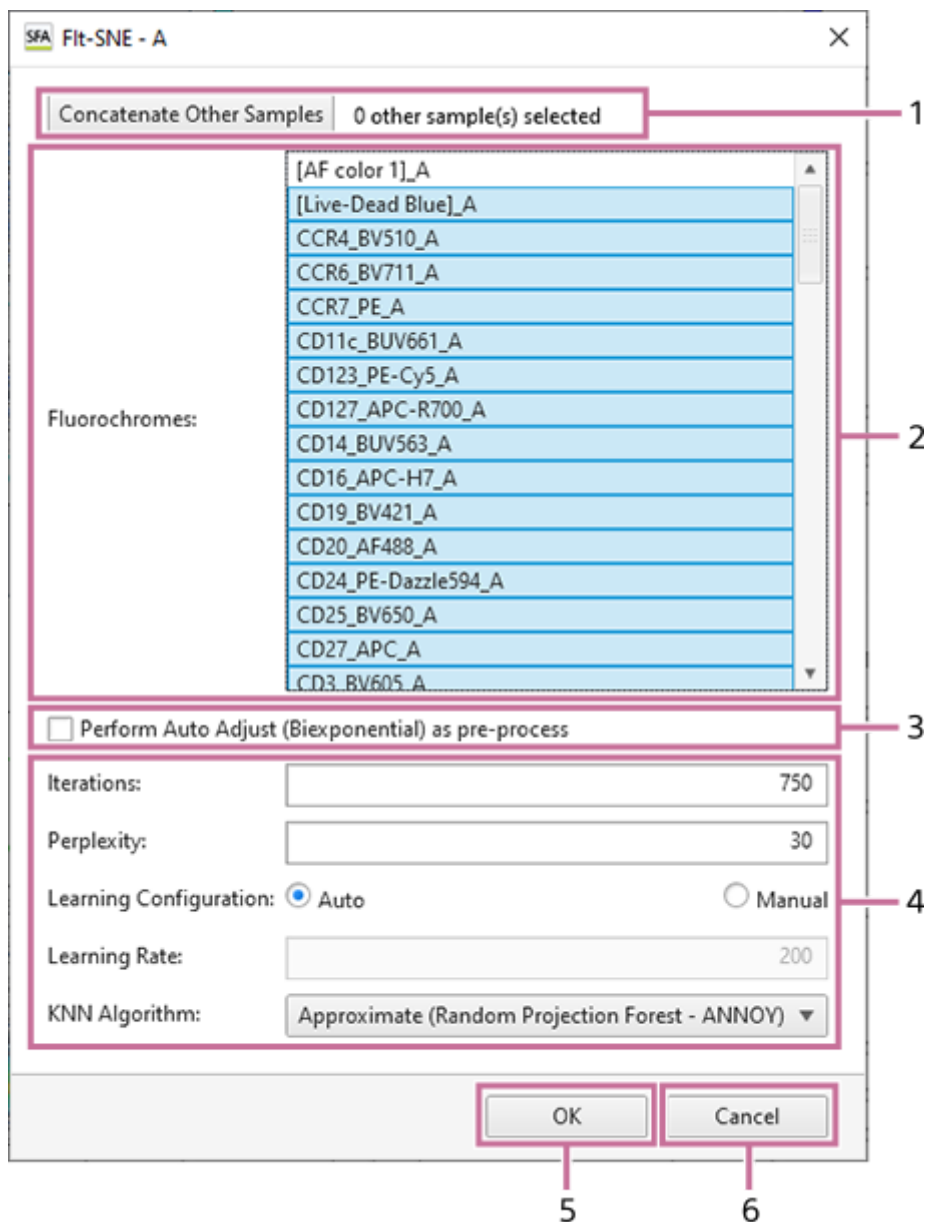 SFA FIt-SNE - A
Concatenate Other Samples 0 other sample(s) selected 1
[AF color 1]_A
[Live-Dead Blue]_A
CCR4_BV510_A
CCR6_BV711_A
CCR7_PE_A
CD11c_BUV661_A
CD123_PE-Cy5_A
CD127_APC-R700_A
Fluorochromes:
CD14_BUV563_A 2
CD16_APC-H7_A
CD19_BV421_A
CD20_AF488_A
CD24_PE-Dazzle594_A
CD25_BV650_A
CD27_APC_A
CD3_BV605_A
Perform Auto Adjust (Biexponential) as pre-process 3
Iterations: 750
Perplexity: 30
Learning Configuration: Auto Manual 4
Learning Rate: 200
KNN Algorithm: Approximate (Random Projection Forest - ANNOY)
OK Cancel
5 6